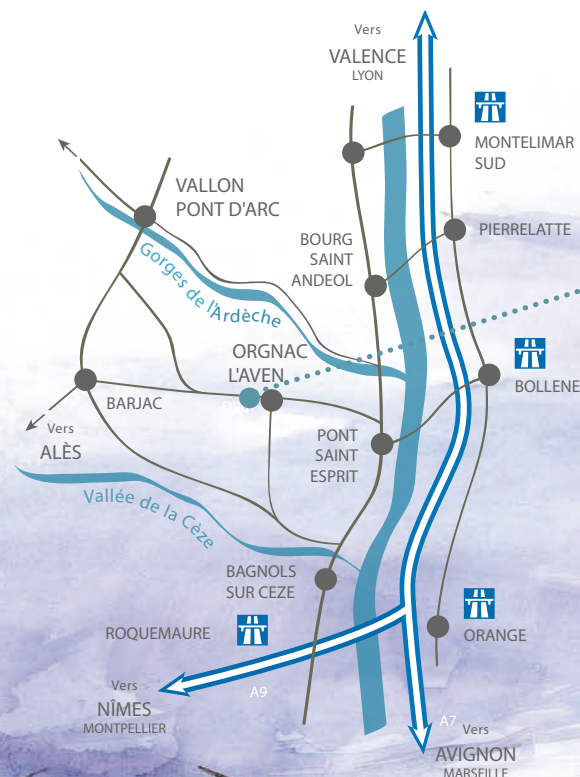 Vers
VALENCE
LYON
MONTELIMAR
SUD
VALLON
PONT D'ARC
PIERRELATTE
BOURG
SAINT
ANDEOL
Gorges de l'Ardèche
ORGNAC
L'AVEN
BOLLENE
BARJAC
Vers
ALÈS
PONT
SAINT
ESPRIT
Vallée de la Cèze
BAGNOLS
SUR CEZE
ROQUEMAURE
ORANGE
Vers
NÎMES
MONTPELLIER
A9
A7
Vers
AVIGNON
MARSEILLE